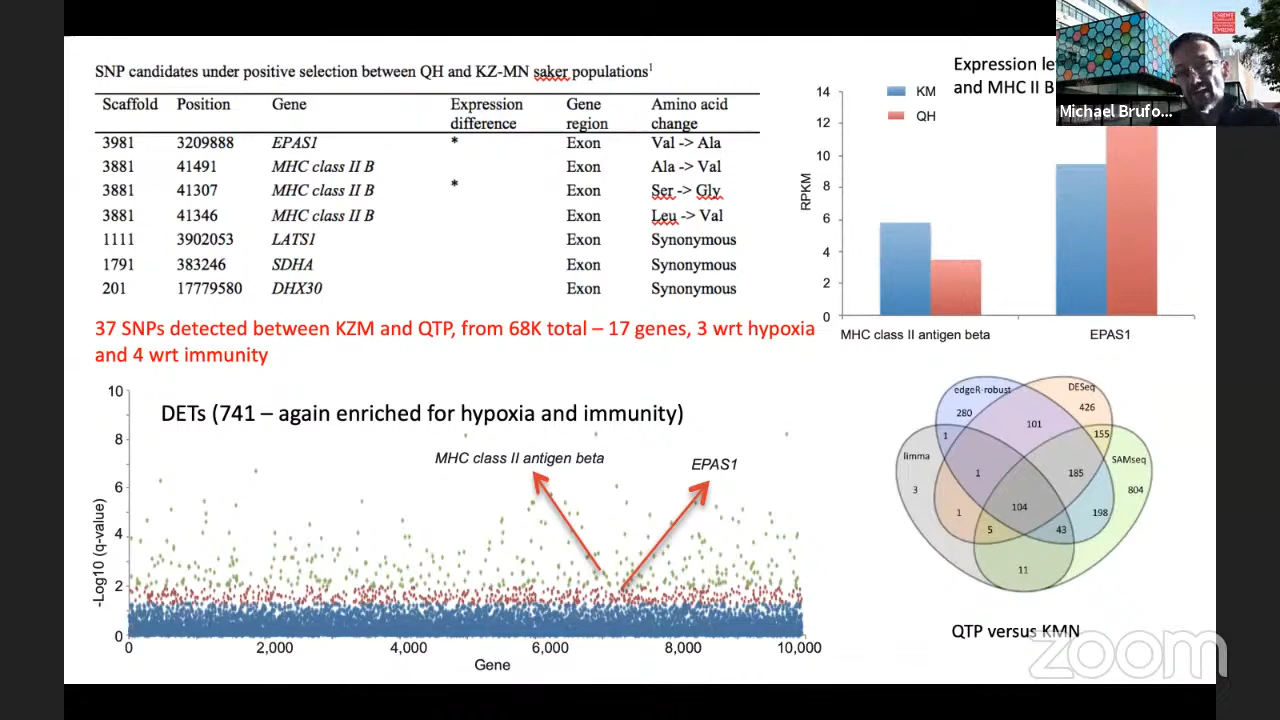 SNP candidates under positive selection between QH and KZ-MN saker populations1
Scaffold Position Gene Expression difference Gene region Amino acid change
3981 3209888 EPAS1 * Exon Val -> Ala
3881 41491 MHC class II B Exon Ala -> Val
3881 41307 MHC class II B * Exon Ser -> Gly
3881 41346 MHC class II B Exon Leu -> Val
1111 3902053 LATS1 Exon Synonymous
1791 383246 SDHA Exon Synonymous
201 17779580 DHX30 Exon Synonymous
37 SNPs detected between KZM and QTP, from 68K total – 17 genes, 3 wrt hypoxia
and 4 wrt immunity
Expression le
and MHC II B
Michael Brufo...
KM
QH
14
12
10
8
6
4
2
0
RPKM
MHC class II antigen beta
EPAS1
DETs (741 – again enriched for hypoxia and immunity)
MHC class II antigen beta
EPAS1
10
8
6
4
2
0
-Log10 (q-value)
0 2,000 4,000 6,000 8,000 10,000
Gene
edgeR-robust
DESeq
limma
SAMseq
280
426
101
1
155
1
185
3
804
104
1
198
5
43
11
QTP versus KMN
zoom